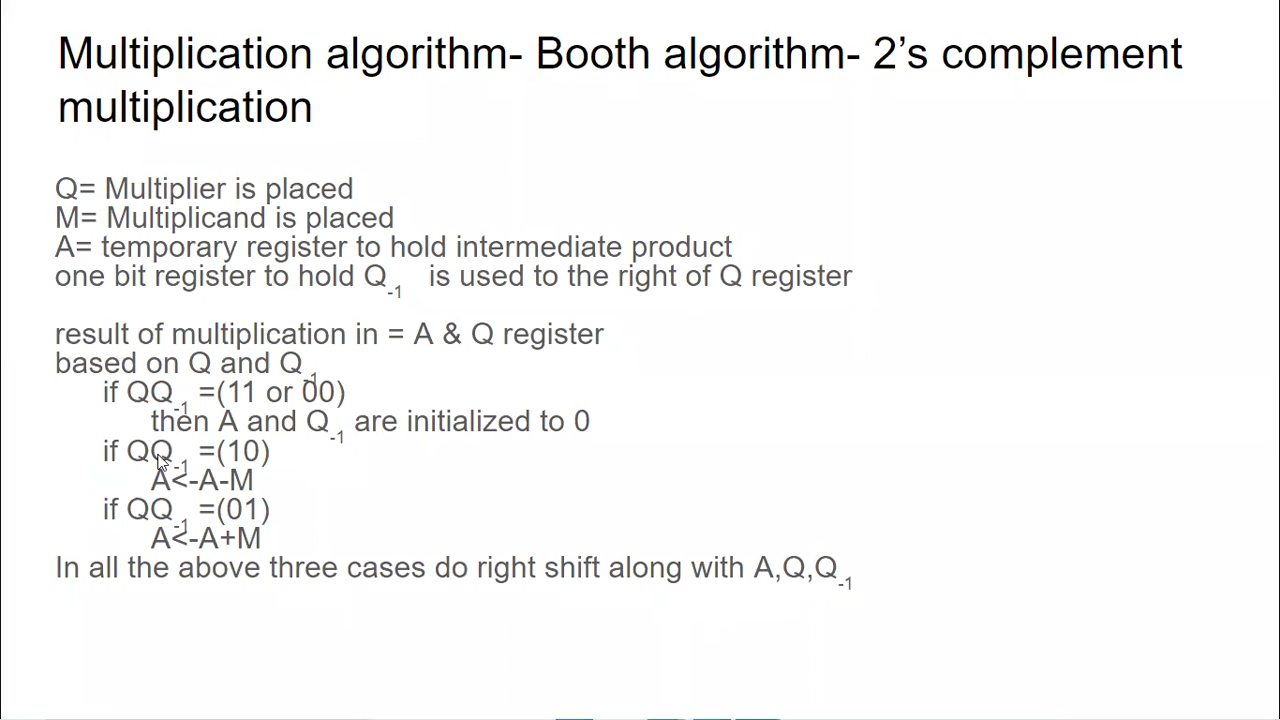 Multiplication algorithm- Booth algorithm- 2’s complement
multiplication
Q= Multiplier is placed
M= Multiplicand is placed
A= temporary register to hold intermediate product
one bit register to hold Q-1 is used to the right of Q register
result of multiplication in = A & Q register
based on Q and Q-1
if QQ-1 =(11 or 00)
then A and Q-1 are initialized to 0
if QQ-1 =(10)
A<-A-M
if QQ-1 =(01)
A<-A+M
In all the above three cases do right shift along with A,Q,Q-1